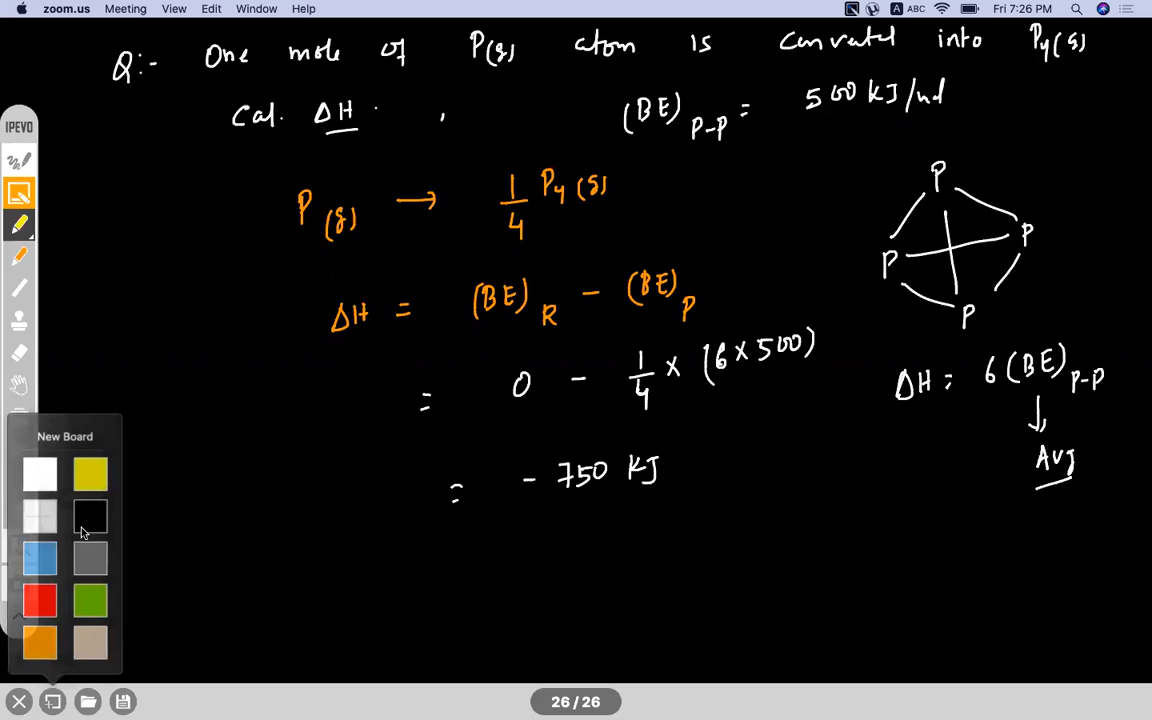 zoom.us Meeting View Edit Window Help A ABC Fri 7:26 PM
Q:- One mole of P(g) atom is converted into P4(g)
Cal. ΔH , (BE)P-P = 500 KJ/mol
IPEVO
P(g) → 1/4 P4(g)
P
P P
P
ΔH = (BE)R - (BE)P
= 0 - 1/4 × (6 × 500)
ΔH = 6 (BE)P-P
↓
Avg
= - 750 KJ
New Board
26 / 26